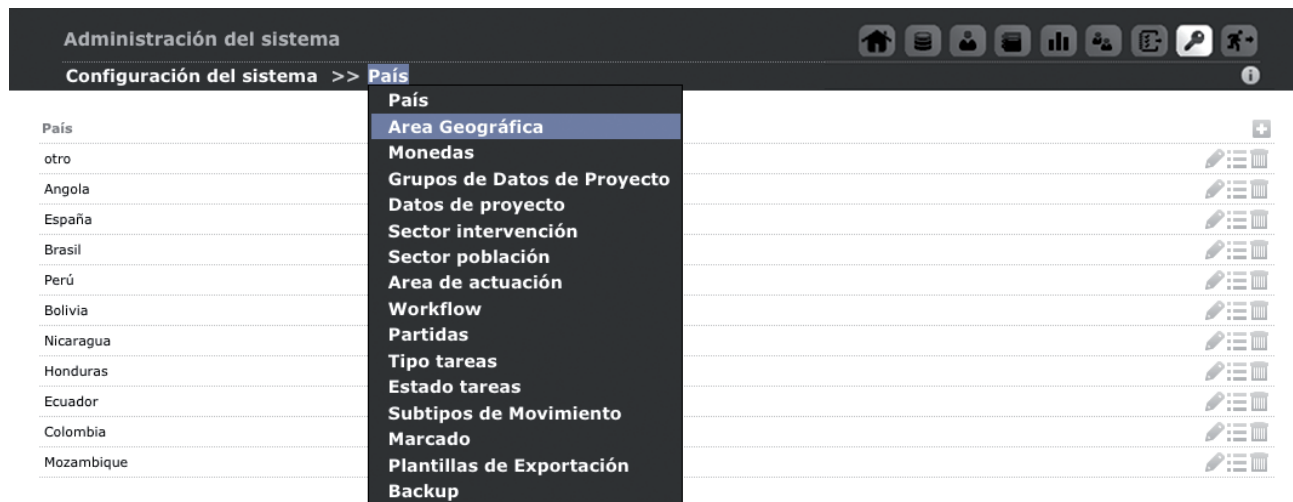 Administración del sistema
Configuración del sistema >> País
País
Area Geográfica
Monedas
Grupos de Datos de Proyecto
Datos de proyecto
Sector intervención
Sector población
Area de actuación
Workflow
Partidas
Tipo tareas
Estado tareas
Subtipos de Movimiento
Marcado
Plantillas de Exportación
Backup
País
otro
Angola
España
Brasil
Perú
Bolivia
Nicaragua
Honduras
Ecuador
Colombia
Mozambique